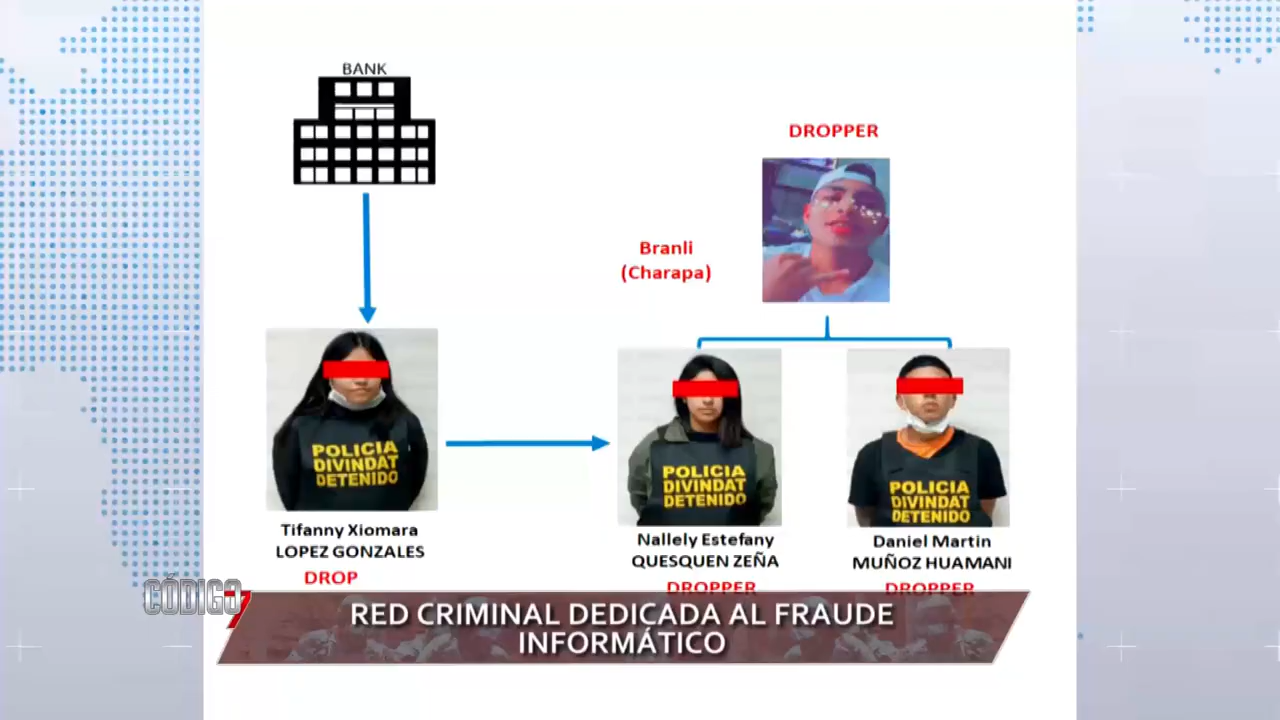 BANK
DROPPER
Branli
(Charapa)
POLICIA
DIVINDAT
DETENIDO
POLICIA
DIVINDAT
DETENIDO
POLICIA
DIVINDAT
DETENIDO
Tifanny Xiomara
LOPEZ GONZALES
DROP
Nallely Estefany
QUESQUEN ZEÑA
DROPPER
Daniel Martin
MUÑOZ HUAMANI
DROPPER
CÓDIGO 7
RED CRIMINAL DEDICADA AL FRAUDE
INFORMÁTICO